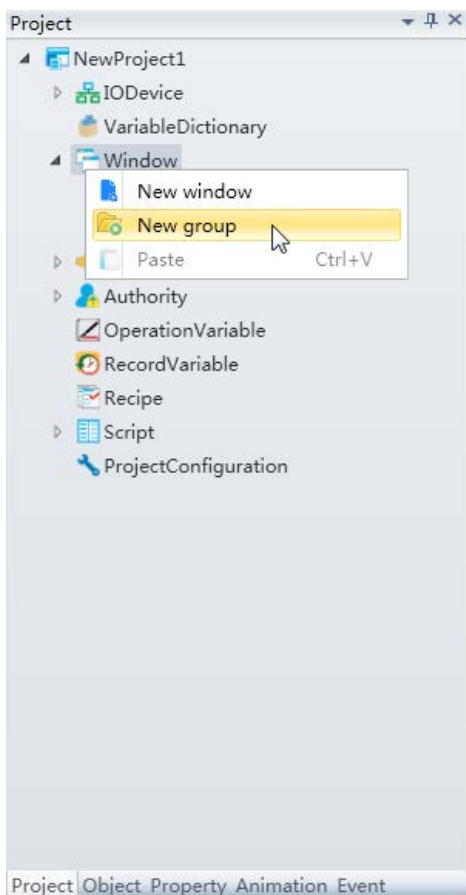 Project
NewProject1
IODevice
VariableDictionary
Window
New window
New group
Paste Ctrl+V
Authority
OperationVariable
RecordVariable
Recipe
Script
ProjectConfiguration
Project Object Property Animation Event